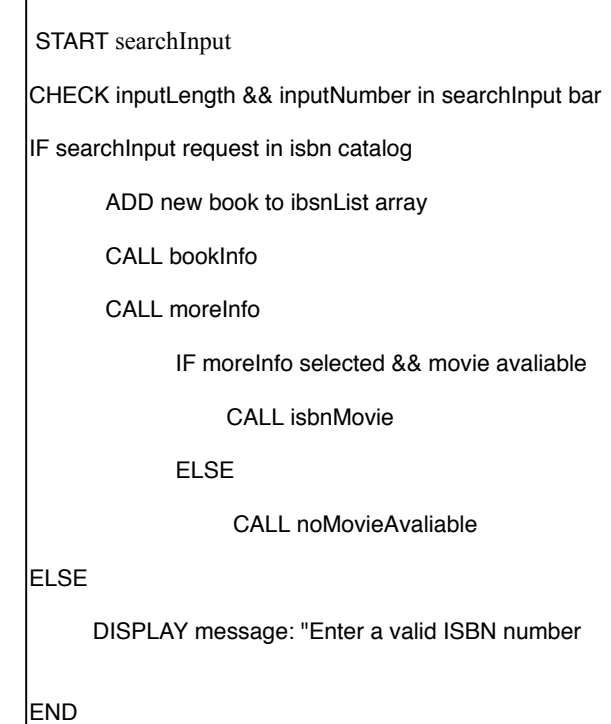 START searchInput
CHECK inputLength && inputNumber in searchInput bar
IF searchInput request in isbn catalog
ADD new book to ibsnList array
CALL bookInfo
CALL moreInfo
IF moreInfo selected && movie avaliable
CALL isbnMovie
ELSE
CALL noMovieAvaliable
ELSE
DISPLAY message: "Enter a valid ISBN number
END